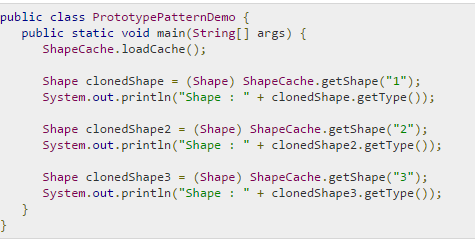 public class PrototypePatternDemo {
   public static void main(String[] args) {
      ShapeCache.loadCache();
      Shape clonedShape = (Shape) ShapeCache.getShape("1");
      System.out.println("Shape : " + clonedShape.getType());
      Shape clonedShape2 = (Shape) ShapeCache.getShape("2");
      System.out.println("Shape : " + clonedShape2.getType());
      Shape clonedShape3 = (Shape) ShapeCache.getShape("3");
      System.out.println("Shape : " + clonedShape3.getType());
   }
}